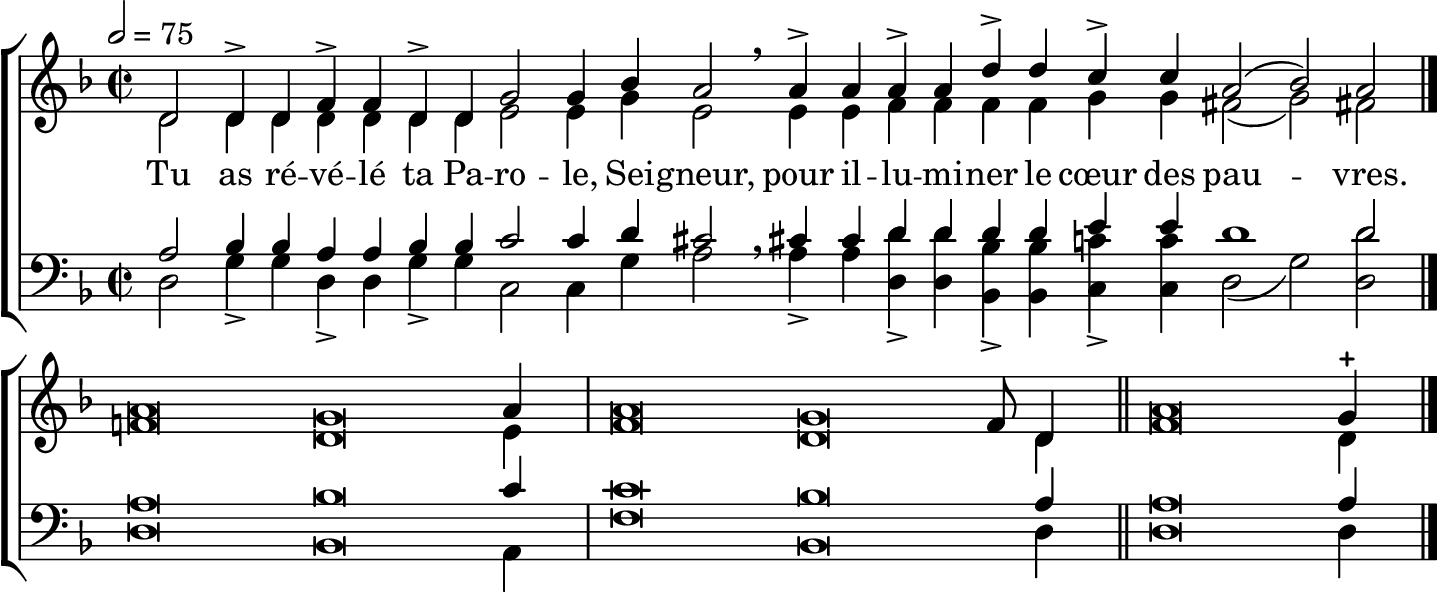 = 75
Tu as ré – vé – lé ta Pa – ro – le, Seigneur, pour il – lu – miner le cœur des pau – vres.